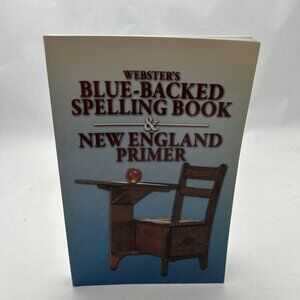 WEBSTER'S
BLUE-BACKED
SPELLING BOOK
&
NEW ENGLAND
PRIMER